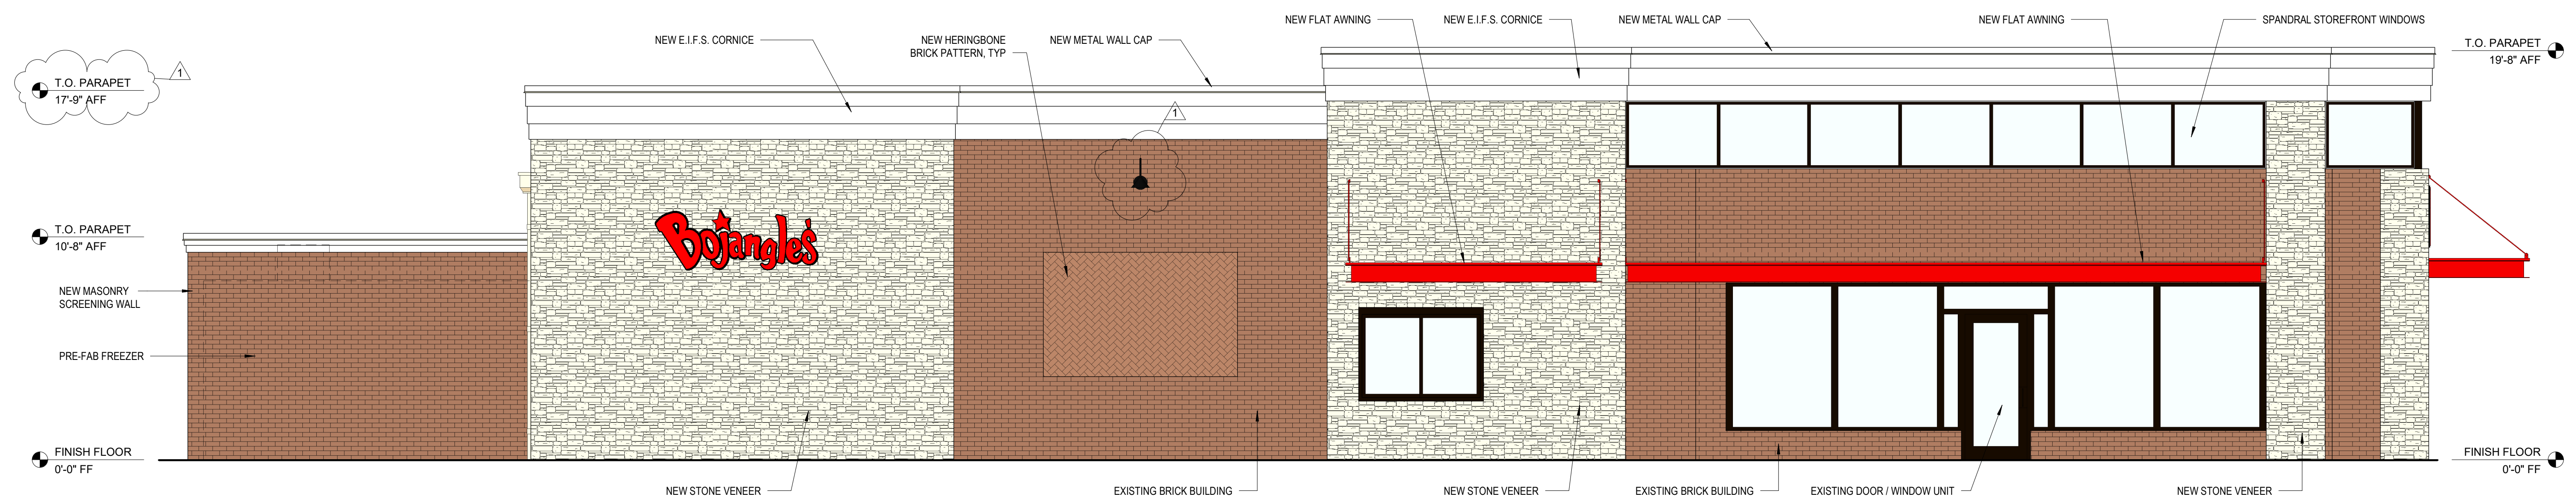 NEW FLAT AWNING
NEW E.I.F.S. CORNICE
NEW METAL WALL CAP
NEW FLAT AWNING
SPANDRAL STOREFRONT WINDOWS
NEW E.I.F.S. CORNICE
NEW HERINGBONE
BRICK PATTERN, TYP
NEW METAL WALL CAP
T.O. PARAPET
19'-8" AFF
1
T.O. PARAPET
17'-9" AFF
1
T.O. PARAPET
10'-8" AFF
Bojangles'
NEW MASONRY
SCREENING WALL
PRE-FAB FREEZER
FINISH FLOOR
0'-0" FF
FINISH FLOOR
0'-0" FF
NEW STONE VENEER
EXISTING BRICK BUILDING
NEW STONE VENEER
EXISTING BRICK BUILDING
EXISTING DOOR / WINDOW UNIT
NEW STONE VENEER